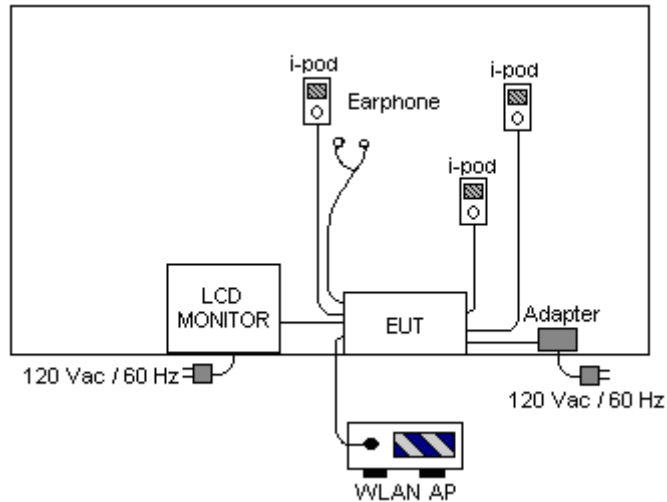 i-pod
i-pod
Earphone
i-pod
LCD
MONITOR
EUT
Adapter
120 Vac / 60 Hz
120 Vac / 60 Hz
WLAN AP